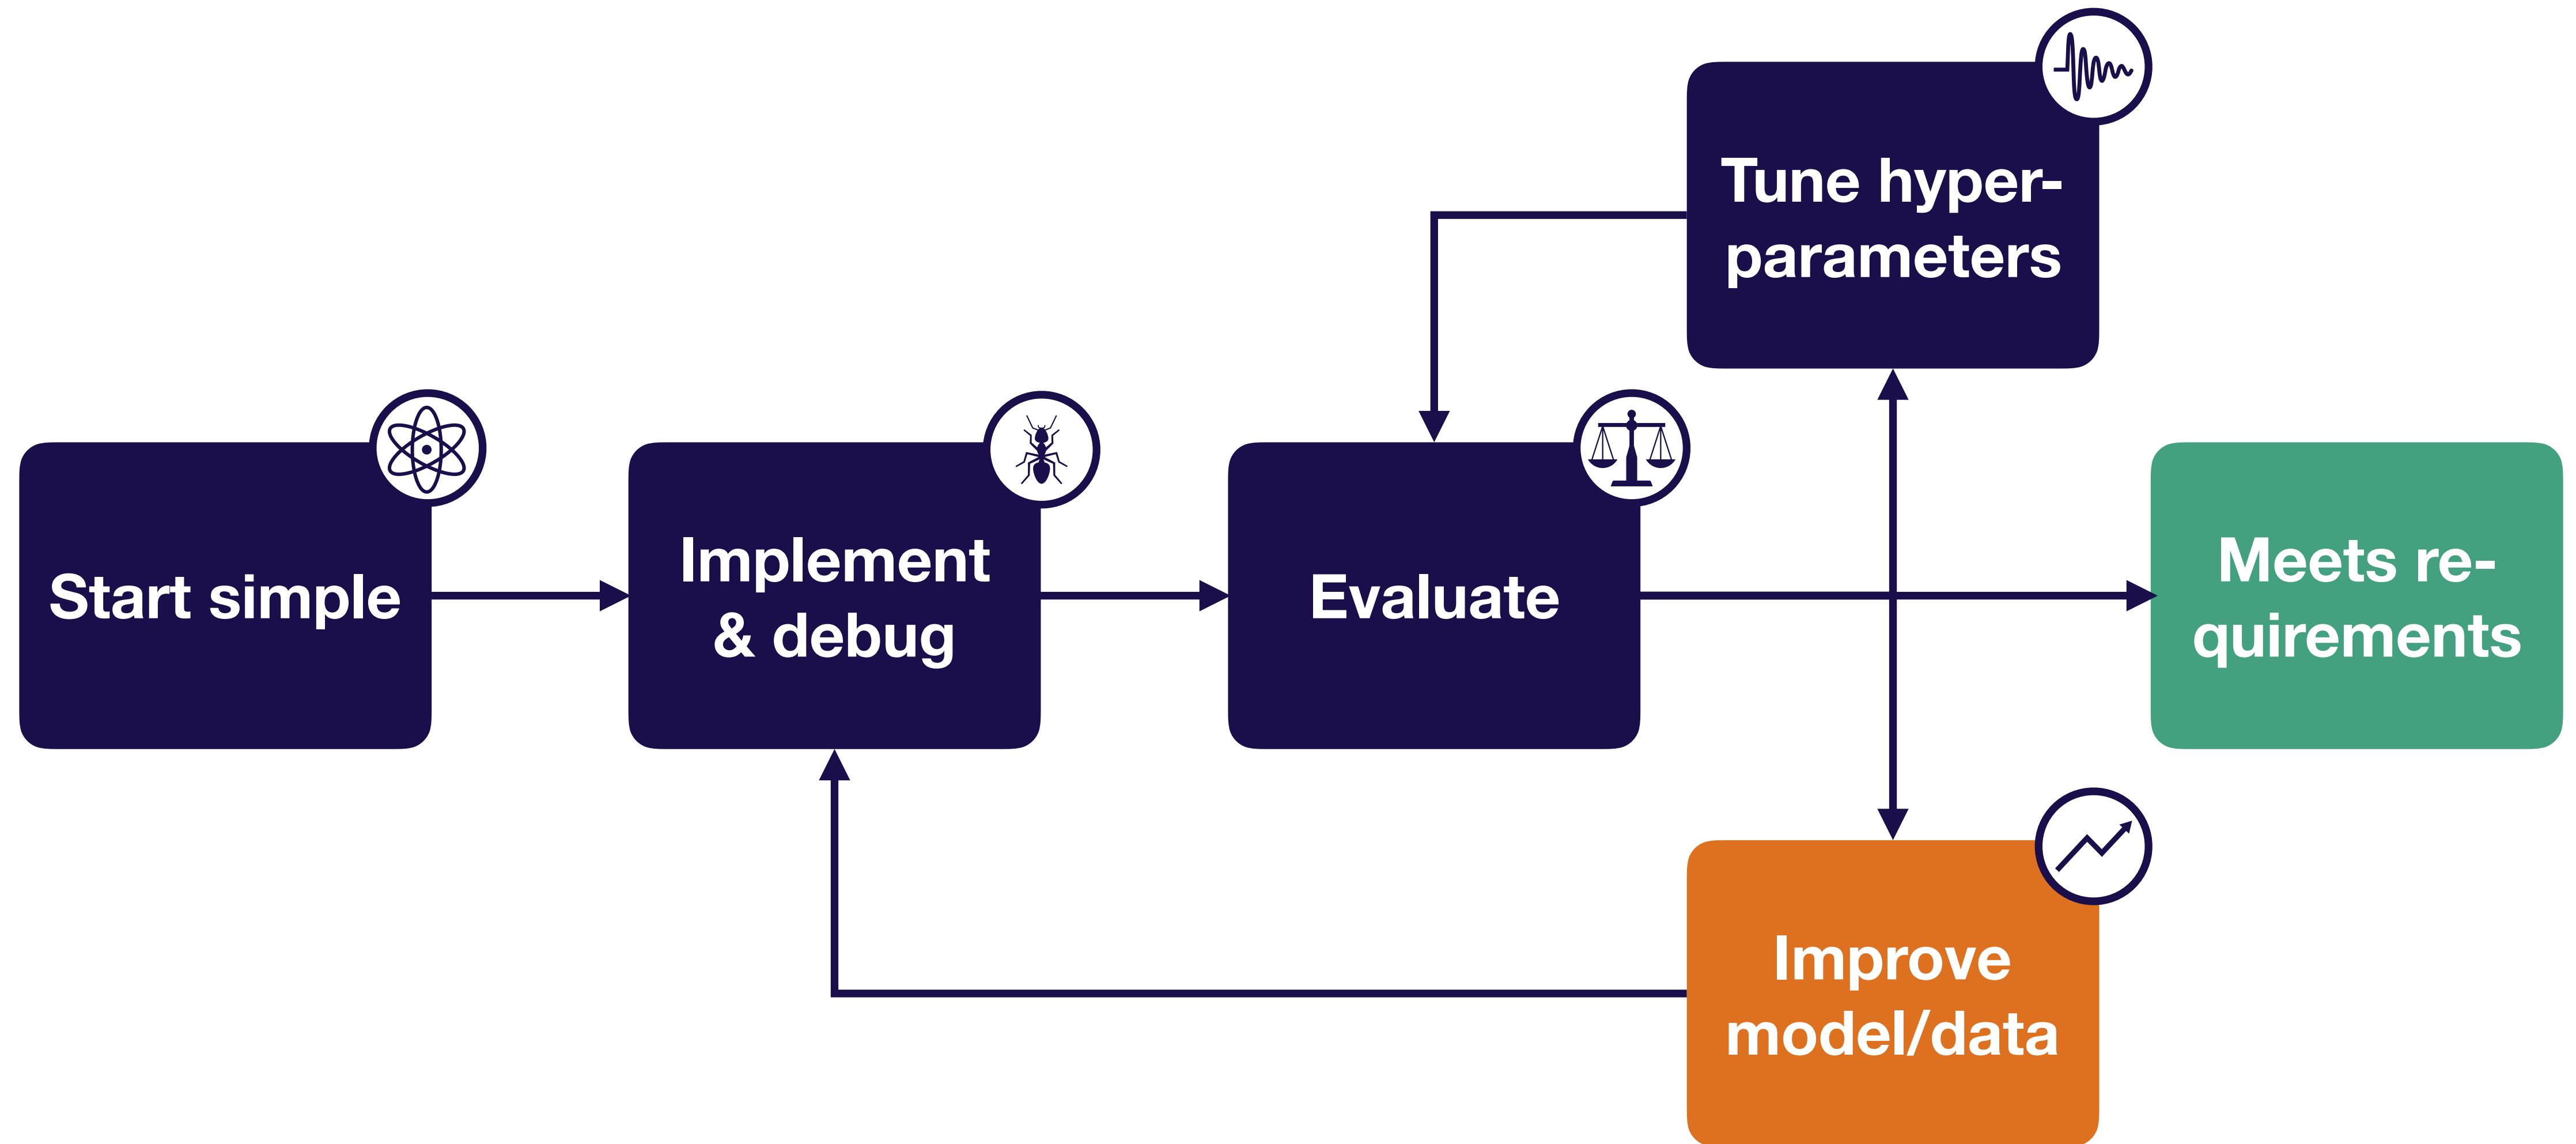 Start simple
Implement
& debug
Evaluate
Tune hyper-
parameters
Meets re-
quirements
Improve
model/data